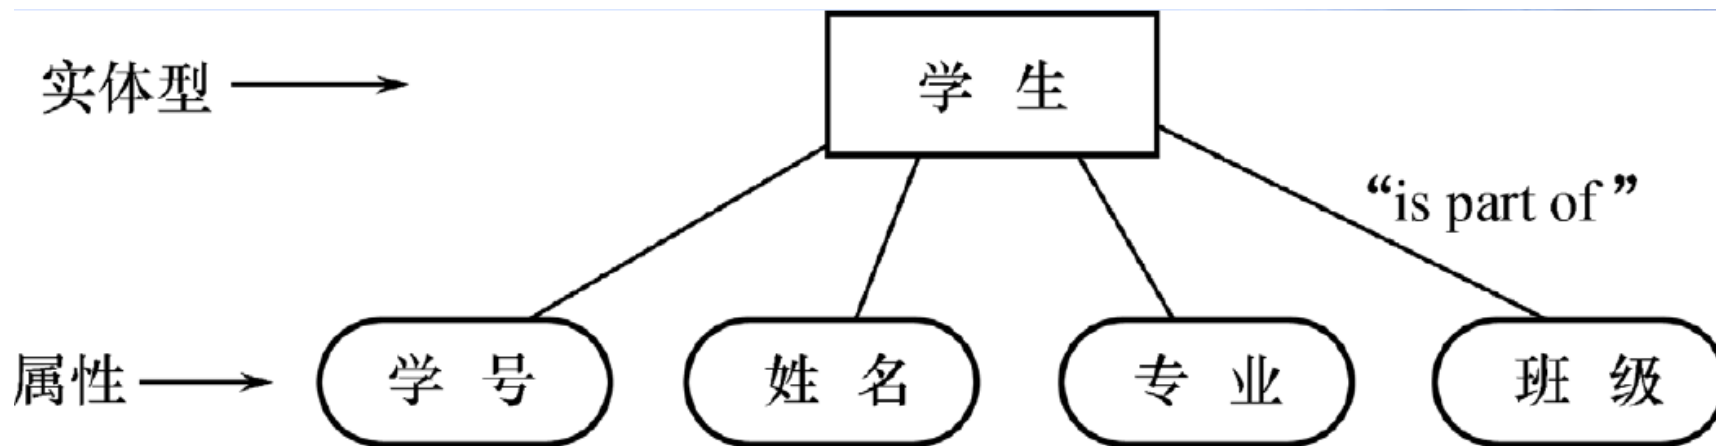 实体型
学 生
“is part of”
属性
学 号
姓 名
专 业
班 级